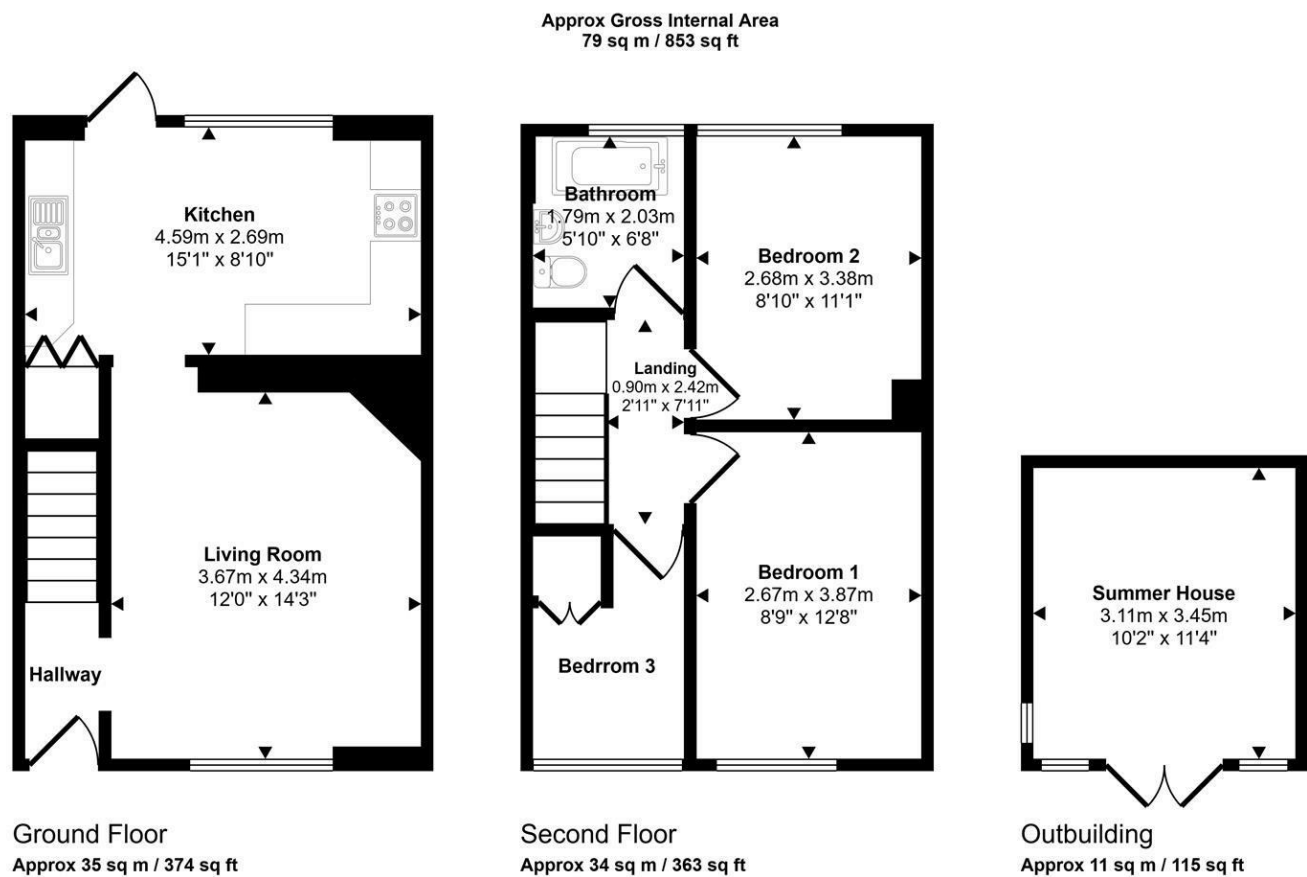 Approx Gross Internal Area
79 sq m / 853 sq ft
Kitchen
4.59m x 2.69m
15'1" x 8'10"
Living Room
3.67m x 4.34m
12'0" x 14'3"
Hallway
Ground Floor
Approx 35 sq m / 374 sq ft
Bathroom
1.79m x 2.03m
5'10" x 6'8"
Bedroom 2
2.68m x 3.38m
8'10" x 11'1"
Landing
0.90m x 2.42m
2'11" x 7'11"
Bedroom 1
2.67m x 3.87m
8'9" x 12'8"
Bedrrom 3
Second Floor
Approx 34 sq m / 363 sq ft
Summer House
3.11m x 3.45m
10'2" x 11'4"
Outbuilding
Approx 11 sq m / 115 sq ft